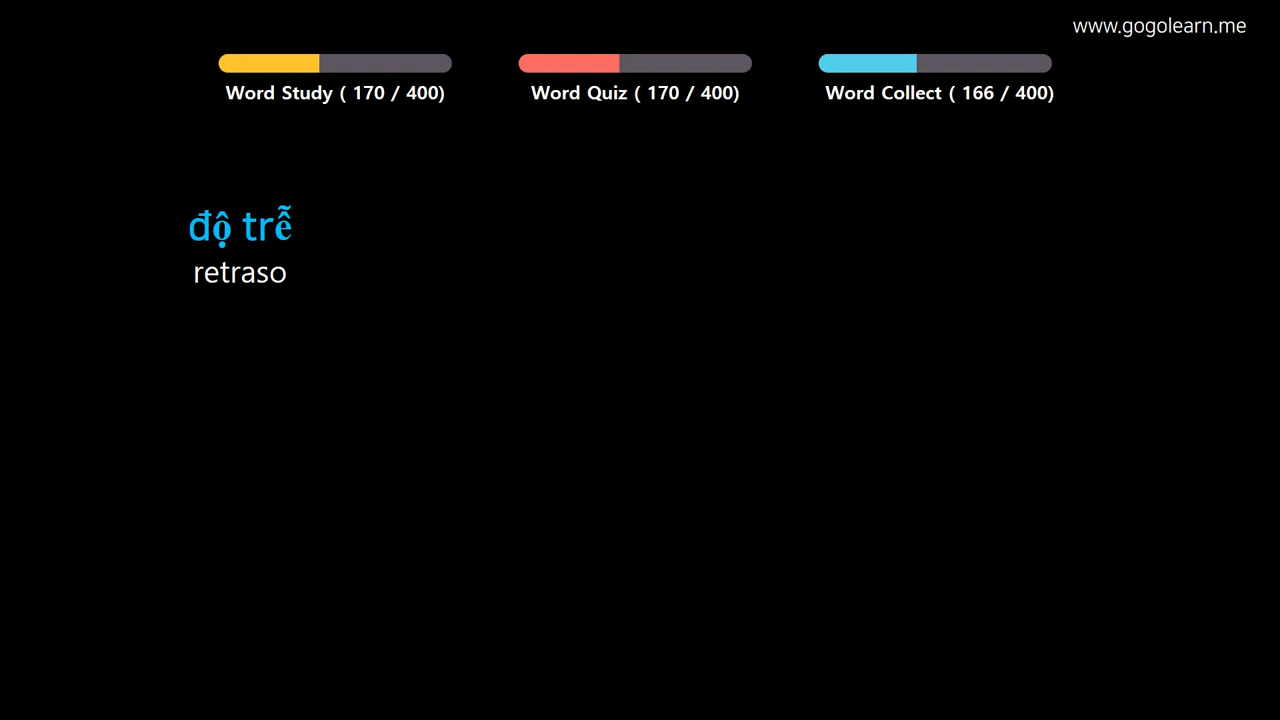 www.gogolearn.me
Word Study ( 170 / 400)
Word Quiz ( 170 / 400)
Word Collect ( 166 / 400)
độ trễ
retraso